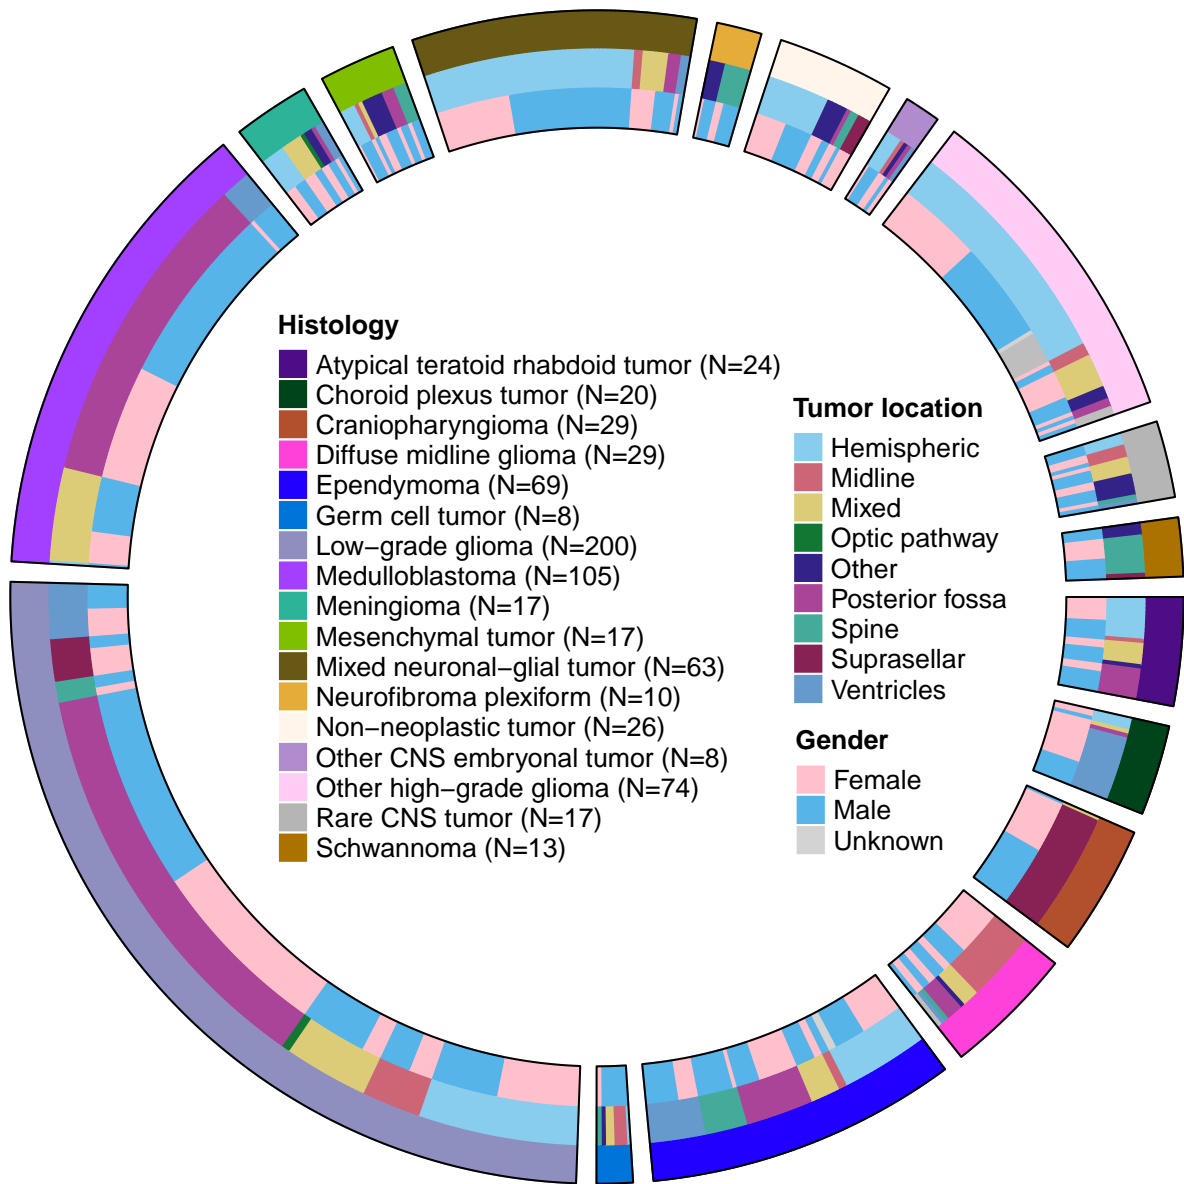 Histology
Atypical teratoid rhabdoid tumor (N=24)
Choroid plexus tumor (N=20)
Craniopharyngioma (N=29)
Diffuse midline glioma (N=29)
Ependymoma (N=69)
Germ cell tumor (N=8)
Low−grade glioma (N=200)
Medulloblastoma (N=105)
Meningioma (N=17)
Mesenchymal tumor (N=17)
Mixed neuronal−glial tumor (N=63)
Neurofibroma plexiform (N=10)
Non−neoplastic tumor (N=26)
Other CNS embryonal tumor (N=8)
Other high−grade glioma (N=74)
Rare CNS tumor (N=17)
Schwannoma (N=13)
Tumor location
Hemispheric
Midline
Mixed
Optic pathway
Other
Posterior fossa
Spine
Suprasellar
Ventricles
Gender
Female
Male
Unknown